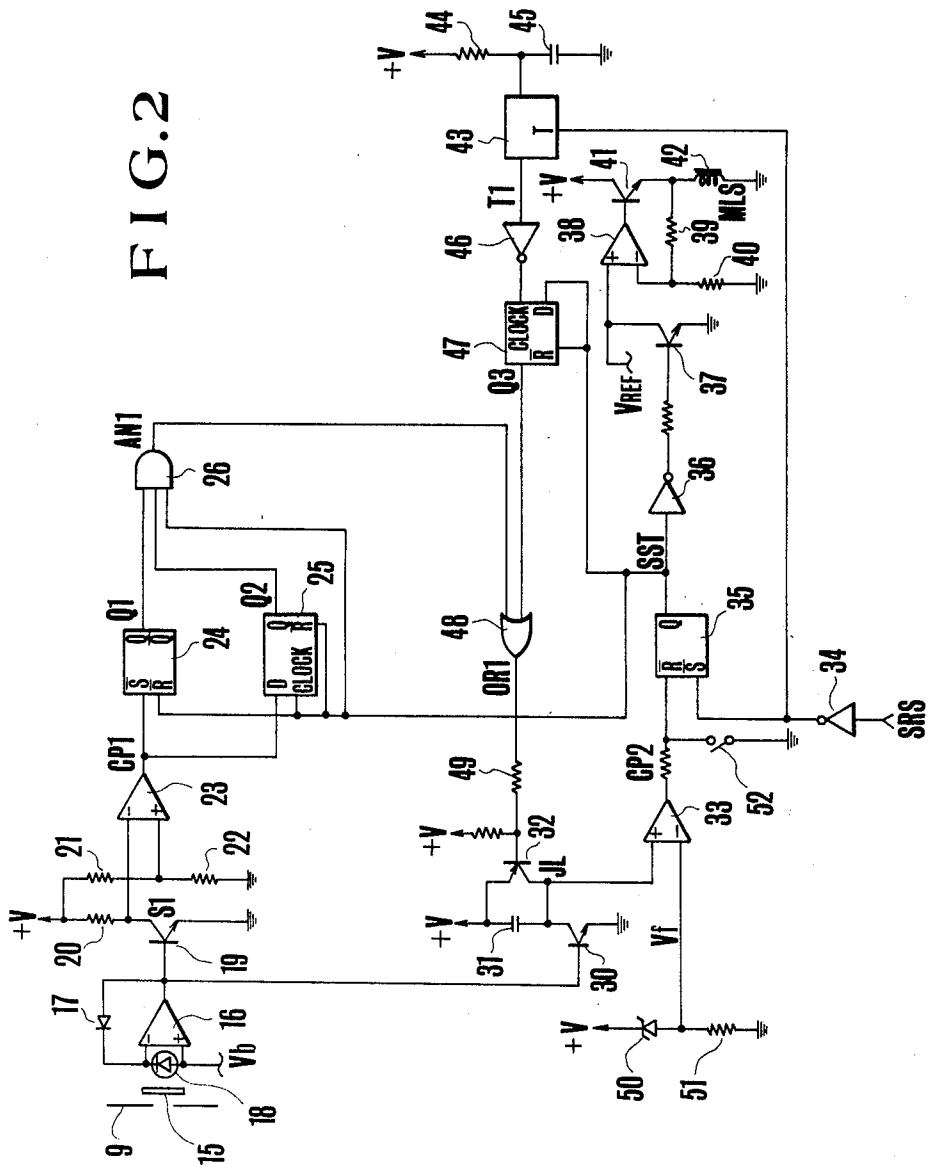 FIG.2
+V
44
45
43
T
T1
46
47
CLOCK
D
R
Q3
+V
41
38
+
-
39
40
42
MLS
VREF
37
36
SST
AN1
26
Q1
Q2
25
24
S
R
Q
Q
D
CLOCK
Q
R
CP1
23
-
+
21
22
+V
20
S1
19
17
16
-
+
Vb
18
15
9
48
OR1
49
+V
32
JL
+V
31
30
35
R
S
Q
34
SRS
CP2
52
33
+
-
Vf
+V
50
51